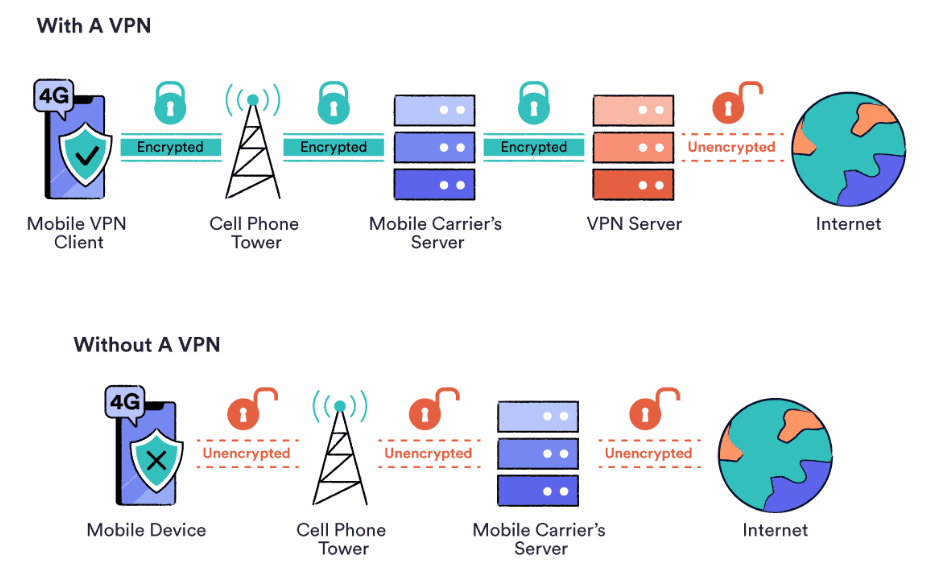 With A VPN
4G
Encrypted
Encrypted
Encrypted
Unencrypted
Mobile VPN
Client
Cell Phone
Tower
Mobile Carrier's
Server
VPN Server
Internet
Without A VPN
4G
Unencrypted
Unencrypted
Unencrypted
Mobile Device
Cell Phone
Tower
Mobile Carrier's
Server
Internet